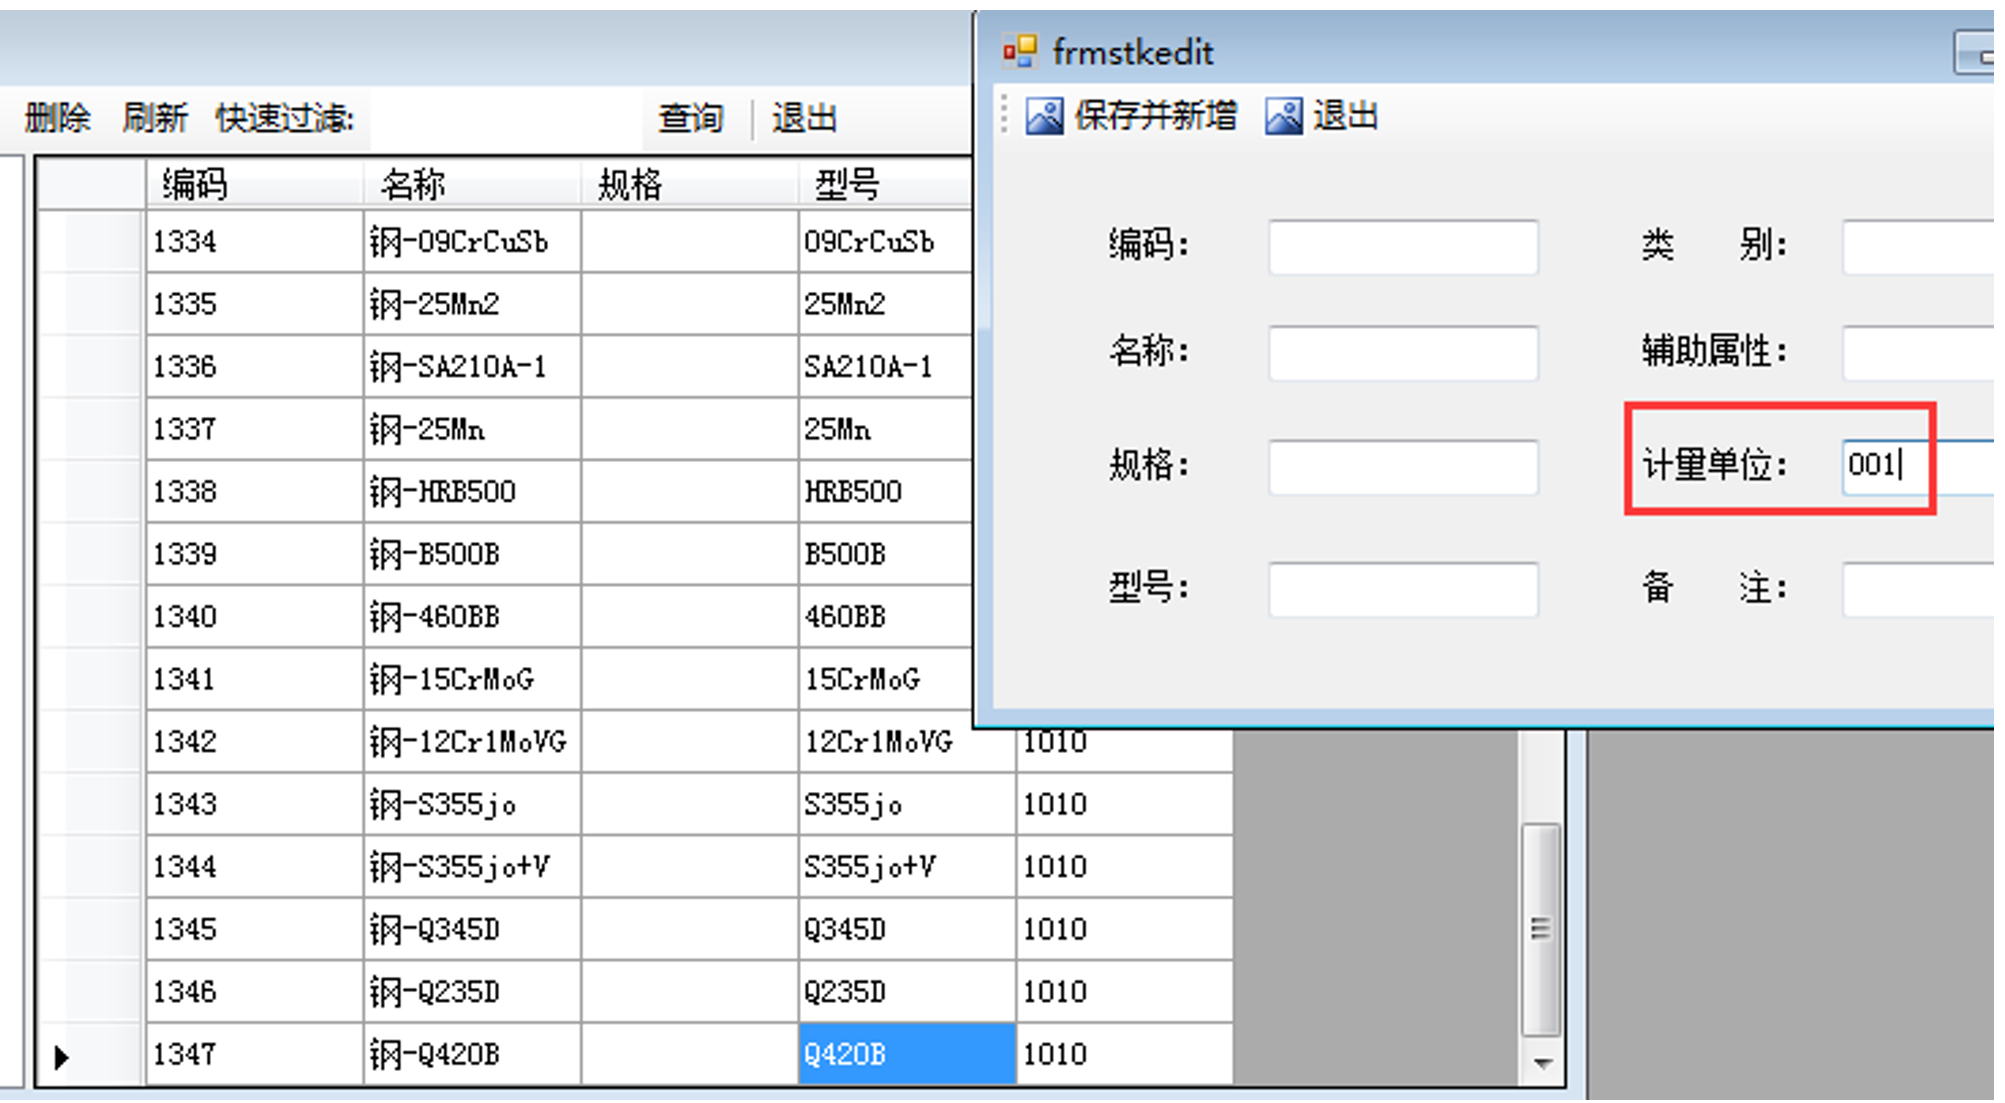 删除 刷新 快速过滤: 查询 退出
编码 名称 规格 型号
1334 钢-09CrCuSb 09CrCuSb
1335 钢-25Mn2 25Mn2
1336 钢-SA210A-1 SA210A-1
1337 钢-25Mn 25Mn
1338 钢-HRB500 HRB500
1339 钢-B500B B500B
1340 钢-460BB 460BB
1341 钢-15CrMoG 15CrMoG
1342 钢-12Cr1MoVG 12Cr1MoVG 1010
1343 钢-S355jo S355jo 1010
1344 钢-S355jo+V S355jo+V 1010
1345 钢-Q345D Q345D 1010
1346 钢-Q235D Q235D 1010
1347 钢-Q420B Q420B 1010
frmstkedit
保存并新增 退出
编码: 类 别:
名称: 辅助属性:
规格: 计量单位: 001
型号: 备 注: